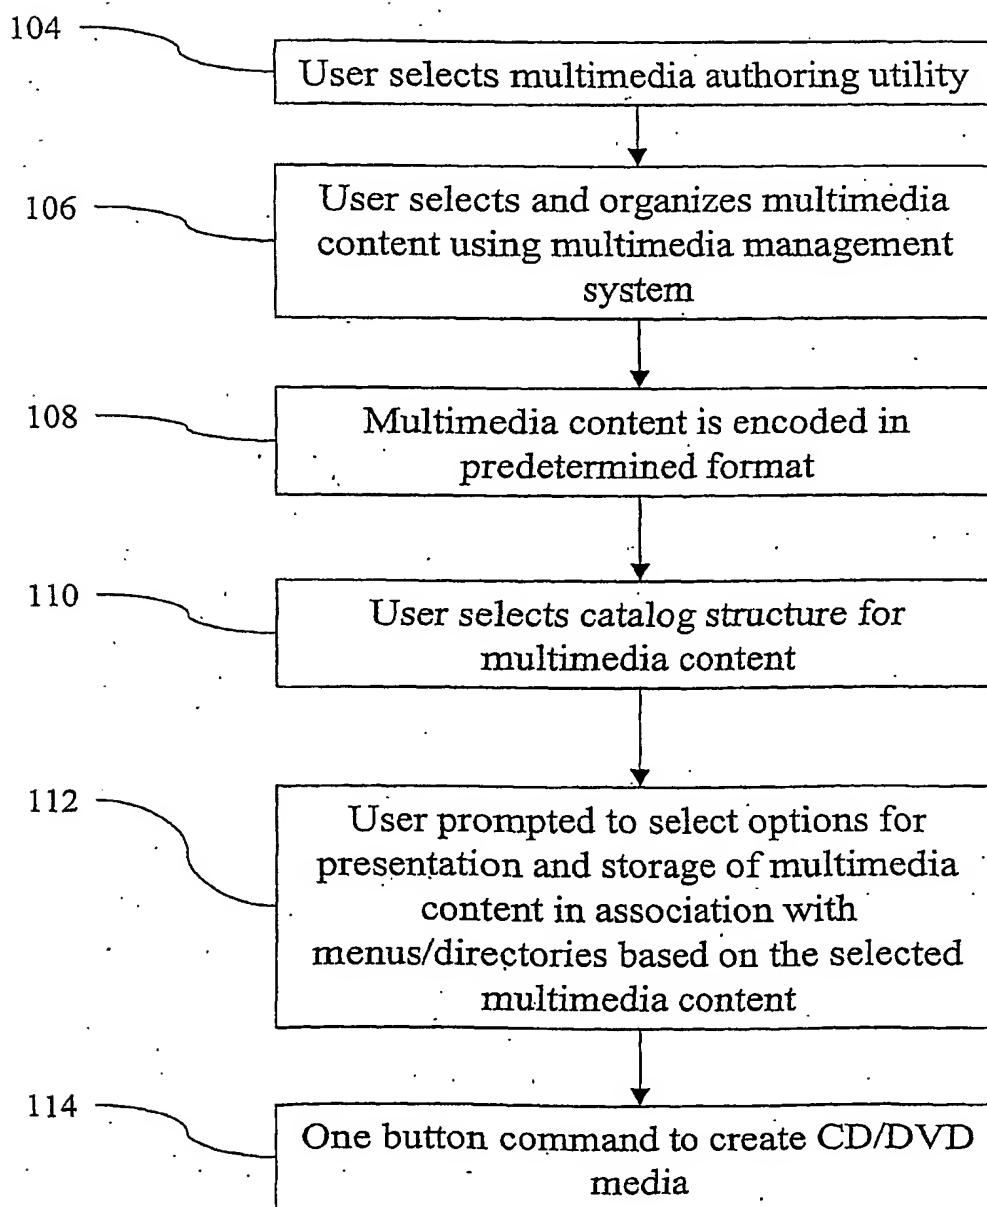 104
User selects multimedia authoring utility
106
User selects and organizes multimedia
content using multimedia management
system
108
Multimedia content is encoded in
predetermined format
110
User selects catalog structure for
multimedia content
112
User prompted to select options for
presentation and storage of multimedia
content in association with
menus/directories based on the selected
multimedia content
114
One button command to create CD/DVD
media